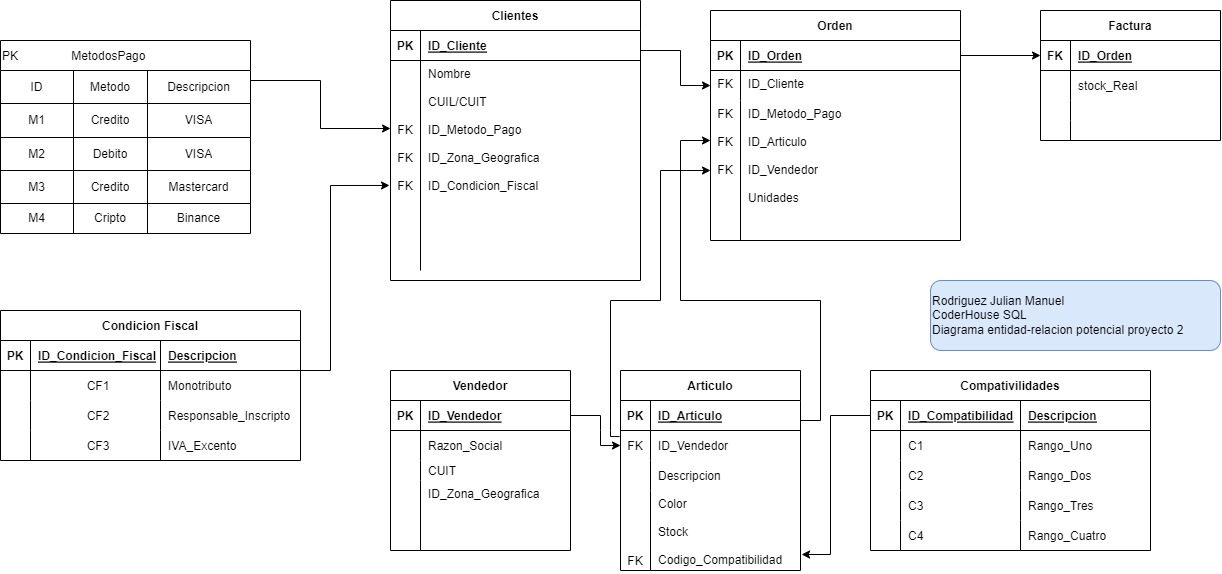 PK MetodosPago
ID Metodo Descripcion
M1 Credito VISA
M2 Debito VISA
M3 Credito Mastercard
M4 Cripto Binance
Clientes
PK ID_Cliente
Nombre
CUIL/CUIT
FK ID_Metodo_Pago
FK ID_Zona_Geografica
FK ID_Condicion_Fiscal
Orden
PK ID_Orden
FK ID_Cliente
FK ID_Metodo_Pago
FK ID_Articulo
FK ID_Vendedor
Unidades
Factura
FK ID_Orden
stock_Real
Rodriguez Julian Manuel
CoderHouse SQL
Diagrama entidad-relacion potencial proyecto 2
Condicion Fiscal
PK ID_Condicion_Fiscal Descripcion
CF1 Monotributo
CF2 Responsable_Inscripto
CF3 IVA_Excento
Vendedor
PK ID_Vendedor
Razon_Social
CUIT
ID_Zona_Geografica
Articulo
PK ID_Articulo
FK ID_Vendedor
Descripcion
Color
Stock
FK Codigo_Compatibilidad
Compativilidades
PK ID_Compatibilidad Descripcion
C1 Rango_Uno
C2 Rango_Dos
C3 Rango_Tres
C4 Rango_Cuatro